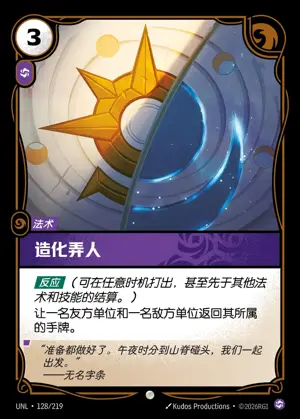 3
法术
造化弄人
反应 (可在任意时机打出，甚至先于其他法
术和技能的结算。)
让一名友方单位和一名敌方单位返回其所属
的手牌。
"准备都做好了。午夜时分到山脊碰头，我们一起
出发。"
——无名字条
UNL • 128/219
Kudos Productions • ©2026RGI